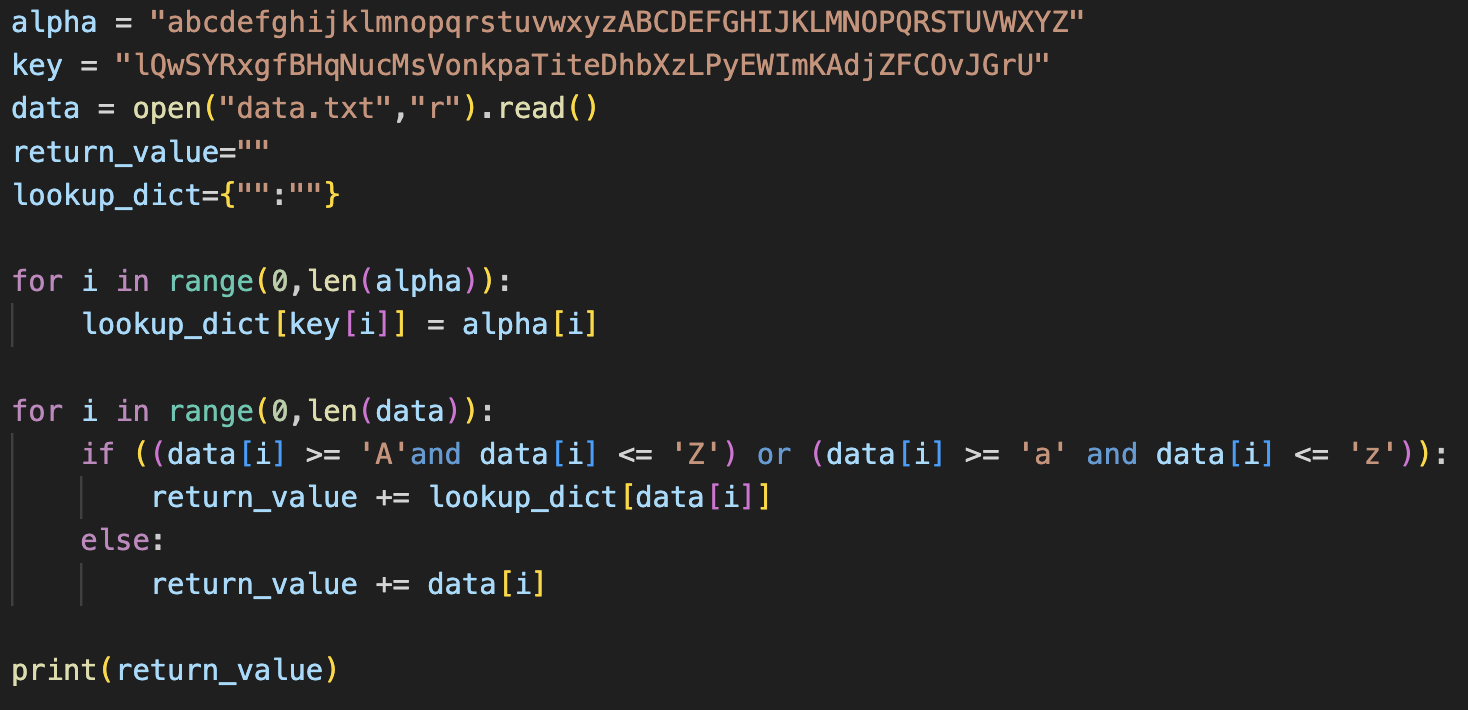 alpha = "abcdefghijklmnopqrstuvwxyzABCDEFGHIJKLMNOPQRSTUVWXYZ"
key = "lQwSYRxgfBHqNucMsVonkpaTiteDhbXzLPyEWImKAdjZFCOvJGrU"
data = open("data.txt","r").read()
return_value=""
lookup_dict={"":""}

for i in range(0,len(alpha)):
    lookup_dict[key[i]] = alpha[i]

for i in range(0,len(data)):
    if ((data[i] >= 'A'and data[i] <= 'Z') or (data[i] >= 'a' and data[i] <= 'z')):
        return_value += lookup_dict[data[i]]
    else:
        return_value += data[i]

print(return_value)